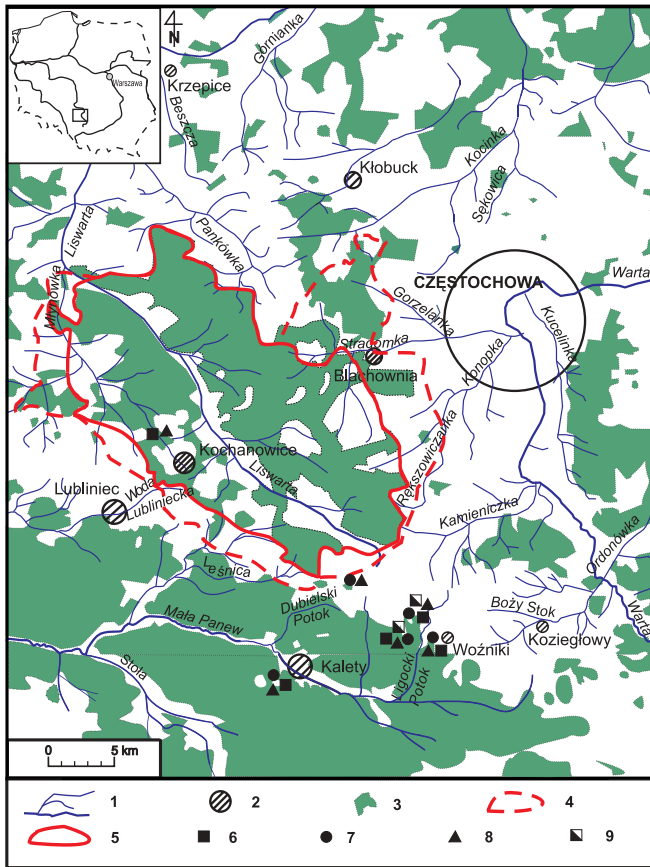 N
Warszawa
N
Krzepice
Górnianka
Beszcza
Kłobuck
Kocinka
Sękowica
Liswarta
Pankówka
CZĘSTOCHOWA
Warta
Młynówka
Gorzelanka
Kucelinka
Stradomka
Konopka
Blachownia
Kochanowice
Rększowiczanka
Liswarta
Lubliniec
Woda
Lubliniecka
Kamieniczka
Ordonówka
Leśnica
Dubielski
Potok
Boży Stok
Mała Panew
Woźniki
Koziegłowy
Warta
Stoła
Kalety
Ligocki
Potok
0 5 km
1 2 3 4
5 6 7 8 9